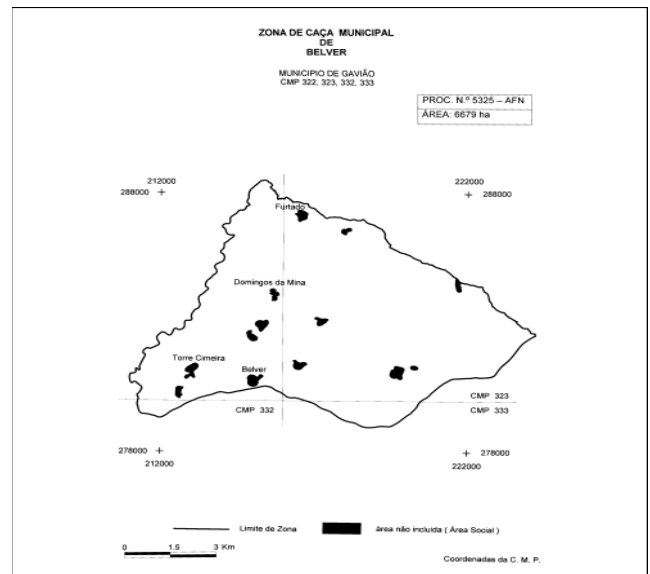 ZONA DE CAÇA MUNICIPAL
DE
BELVER
MUNICIPIO DE GAVIÃO
CMP 322, 323, 332, 333
PROC. N.º 5325 – AFN
ÁREA: 6679 ha
212000
288000
222000
288000
Furtado
Domingos da Mina
Torre Cimeira
Belver
CMP 323
CMP 332
CMP 333
278000
212000
278000
222000
Limite de Zona
área não incluída ( Área Social )
0 1.5 3 Km
Coordenadas da C. M. P.